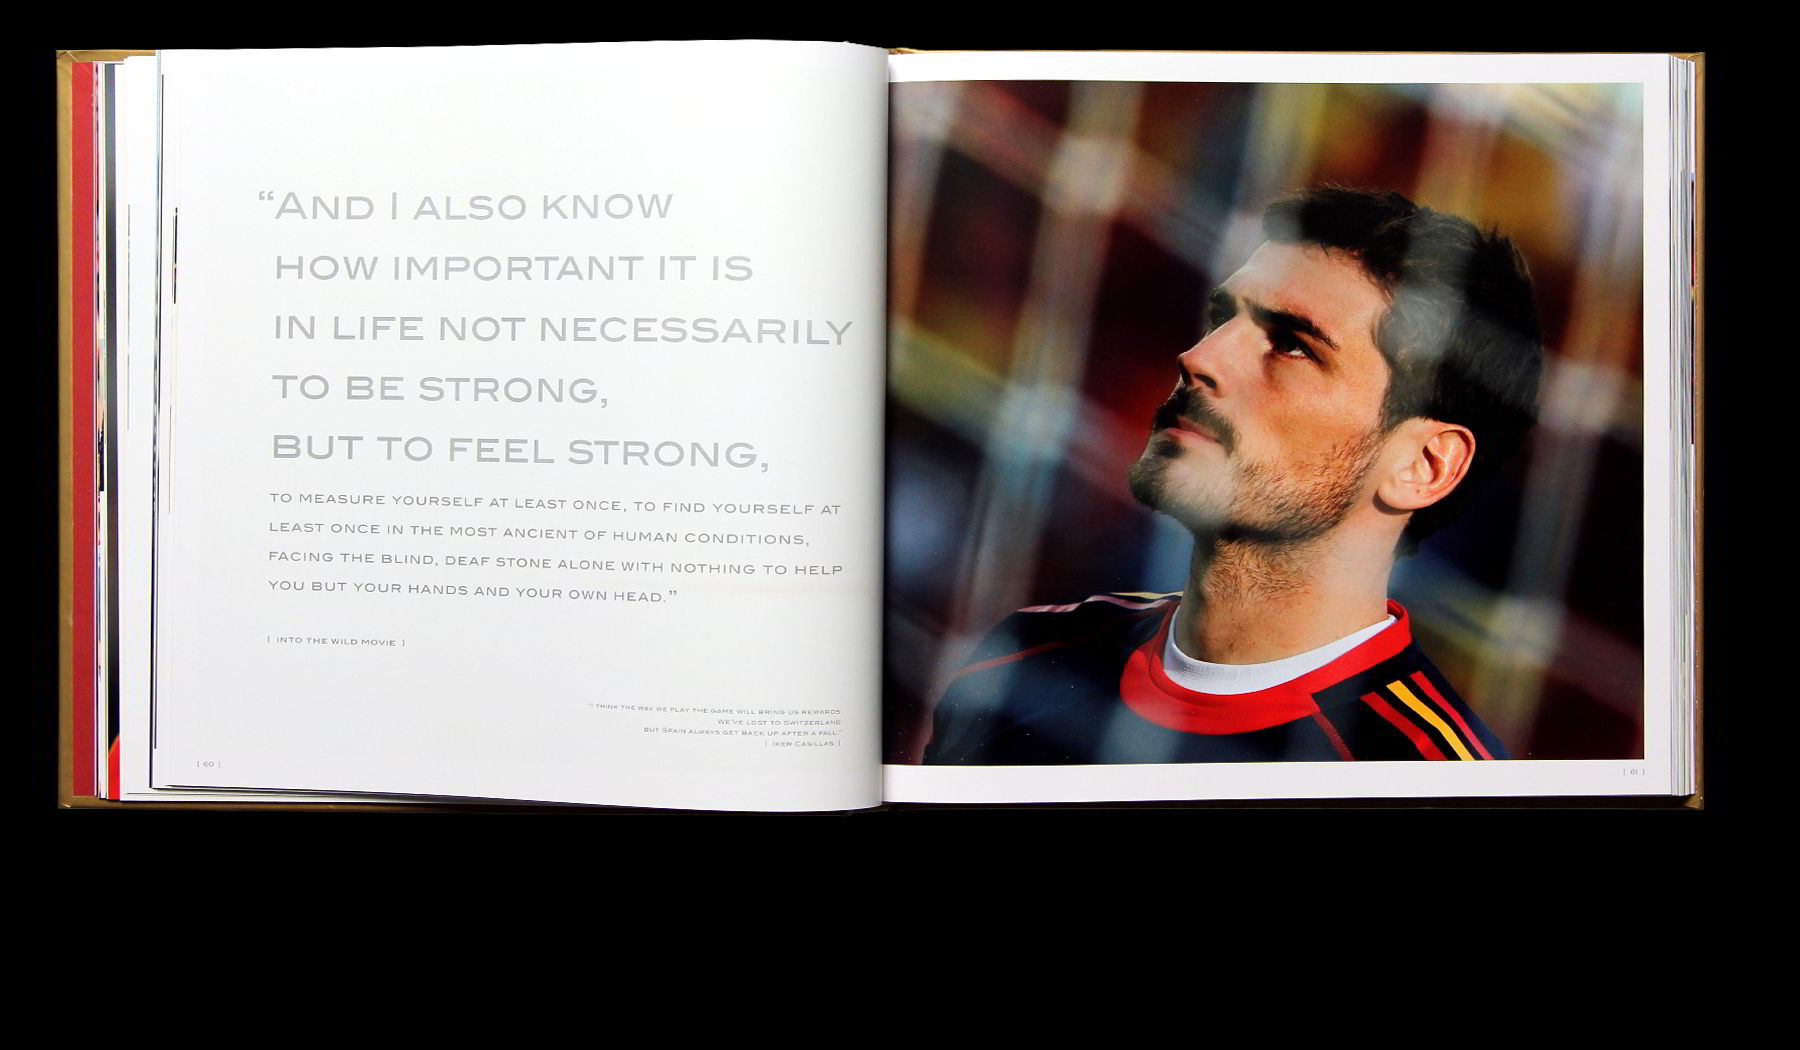 “And I also know
how important it is
in life not necessarily
to be strong,
but to feel strong,
to measure yourself at least once, to find yourself at
least once in the most ancient of human conditions,
facing the blind, deaf stone alone with nothing to help
you but your hands and your own head.”
[ Into the Wild movie ]
“I think the way we play the game will bring us rewards.
We've lost to Switzerland
but Spain always get back up after a fall.”
[ Iker Casillas ]
[ 60 ]
[ 61 ]